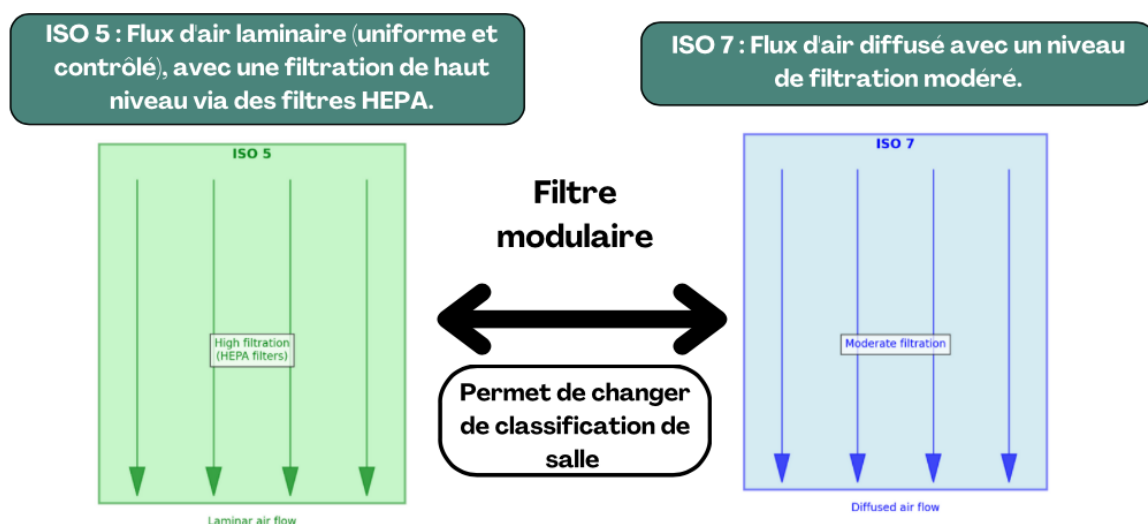 ISO 5 : Flux d'air laminaire (uniforme et
contrôlé), avec une filtration de haut
niveau via des filtres HEPA.
ISO 7 : Flux d'air diffusé avec un niveau
de filtration modéré.
ISO 5
High filtration
(HEPA filters)
Laminar air flow
Filtre
modulaire
Permet de changer
de classification de
salle
ISO 7
Moderate filtration
Diffused air flow